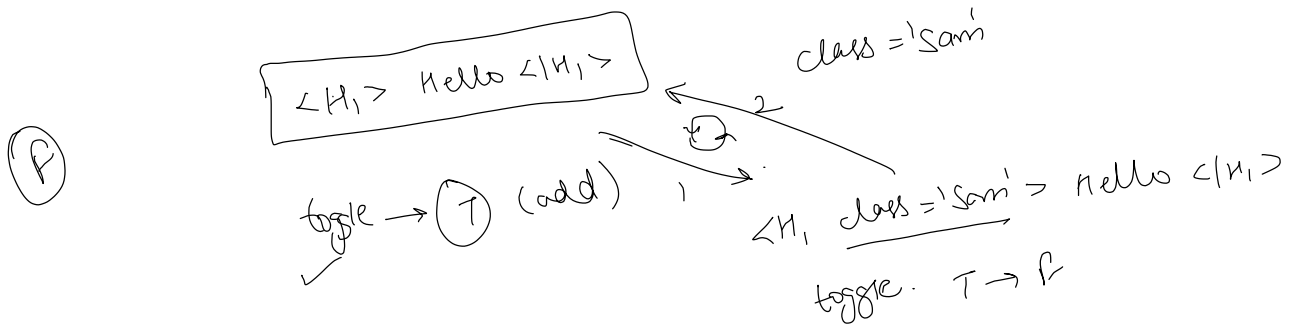 class = 'Sam'
<H1> Hello </H1>
2
F
toggle → T (add)
1
<H1 class = 'Sam' > Hello </H1>
toggle. T → F